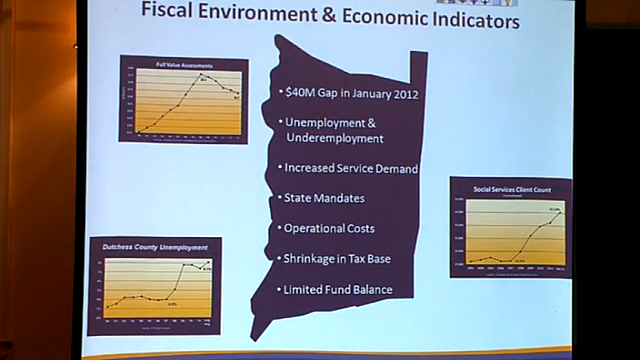 Fiscal Environment & Economic Indicators
Full Value Assessments
• $40M Gap in January 2012
• Unemployment &
Underemployment
• Increased Service Demand
• State Mandates
• Operational Costs
• Shrinkage in Tax Base
• Limited Fund Balance
Social Services Client Count
Dutchess County Unemployment